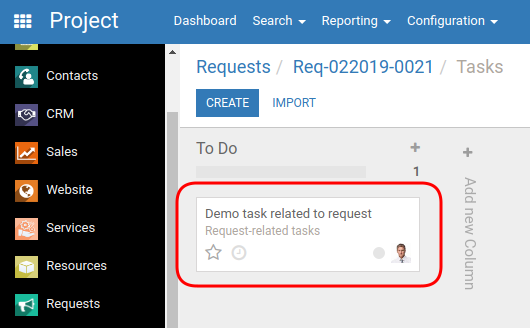 Project
Dashboard Search Reporting Configuration
Contacts
CRM
Sales
Website
Services
Resources
Requests
Requests / Req-022019-0021 / Tasks
CREATE IMPORT
To Do
1
Demo task related to request
Request-related tasks
Add new Column